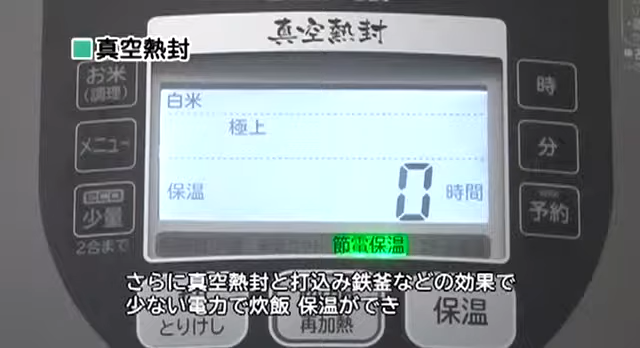 ■真空熱封
真空熱封
お米
(調理)
メニュー
ECO
少量
2合まで
白米
極上
保温
0時間
節電保温
時
分
予約
さらに真空熱封と打込み鉄釜などの効果で
少ない電力で炊飯 保温ができ
とりけし
再加熱
保温